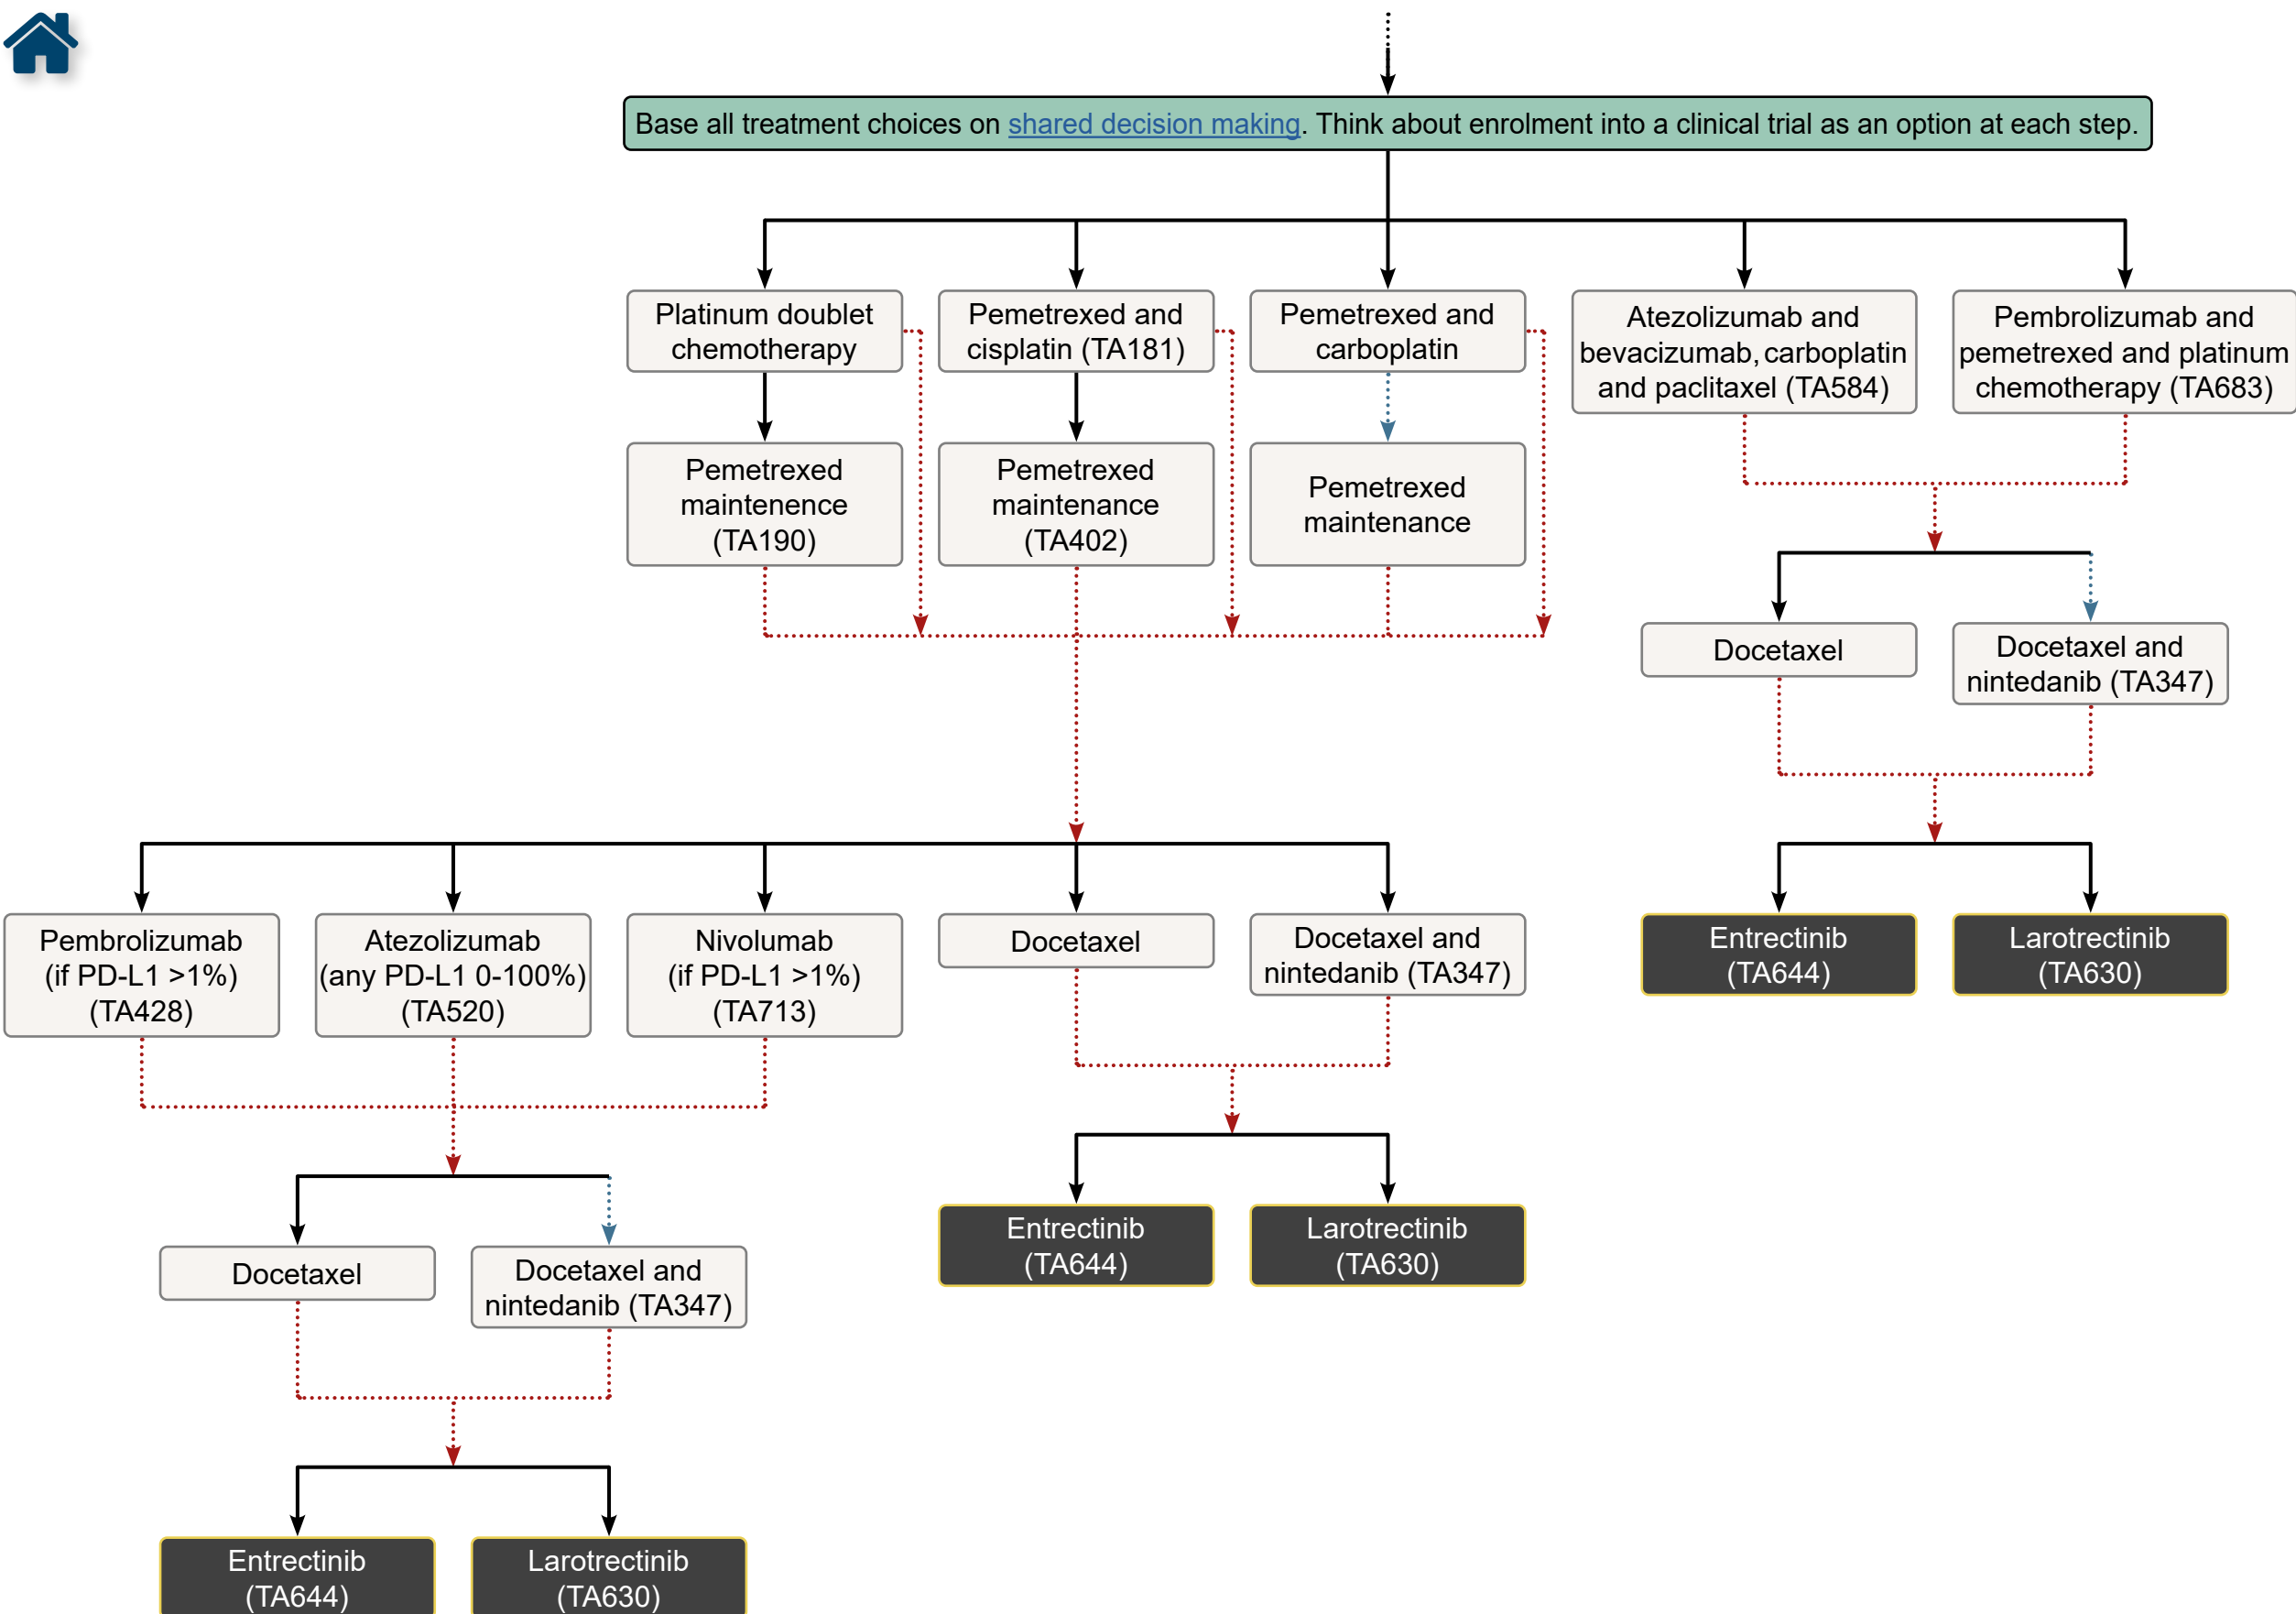 Base all treatment choices on shared decision making. Think about enrolment into a clinical trial as an option at each step.
Platinum doublet
chemotherapy
Pemetrexed and
cisplatin (TA181)
Pemetrexed and
carboplatin
Atezolizumab and
bevacizumab, carboplatin
and paclitaxel (TA584)
Pembrolizumab and
pemetrexed and platinum
chemotherapy (TA683)
Pemetrexed
maintenence
(TA190)
Pemetrexed
maintenance
(TA402)
Pemetrexed
maintenance
Docetaxel
Docetaxel and
nintedanib (TA347)
Entrectinib
(TA644)
Larotrectinib
(TA630)
Pembrolizumab
(if PD-L1 >1%)
(TA428)
Atezolizumab
(any PD-L1 0-100%)
(TA520)
Nivolumab
(if PD-L1 >1%)
(TA713)
Docetaxel
Docetaxel and
nintedanib (TA347)
Entrectinib
(TA644)
Larotrectinib
(TA630)
Docetaxel
Docetaxel and
nintedanib (TA347)
Entrectinib
(TA644)
Larotrectinib
(TA630)